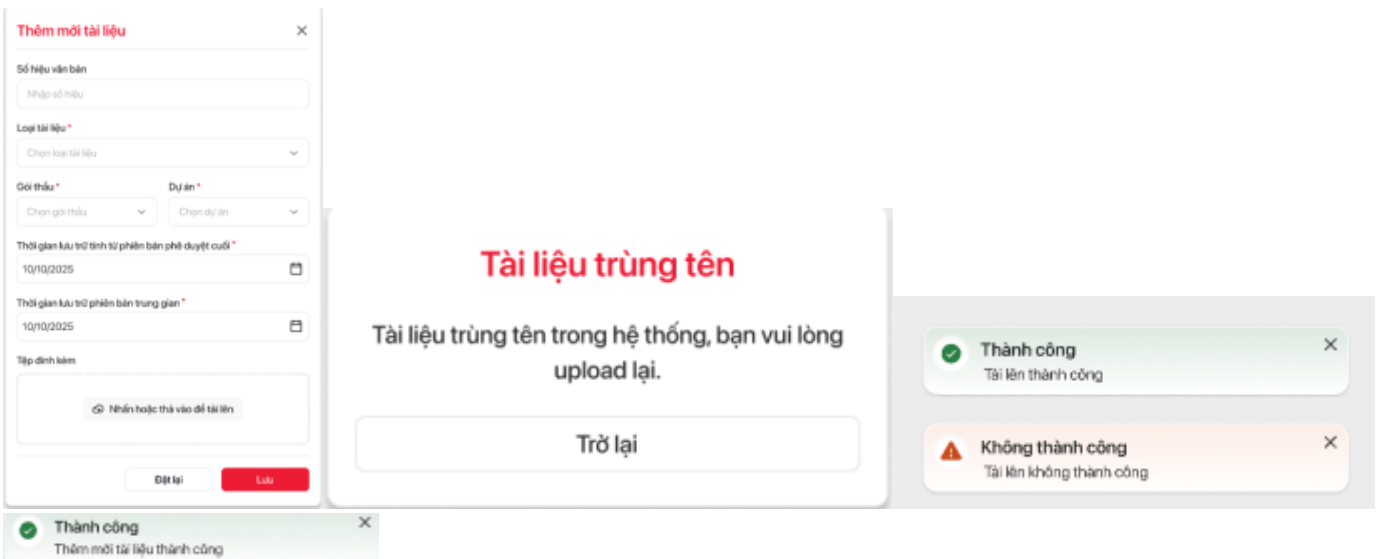 Thêm mới tài liệu
Số hiệu văn bản
Nhập số hiệu
Loại tài liệu *
Chọn loại tài liệu
Gói thầu *
Dự án *
Chọn gói thầu
Chọn dự án
Thời gian lưu trữ tính từ phiên bản phê duyệt cuối *
10/10/2025
Thời gian lưu trữ phiên bản trung gian *
10/10/2025
Tệp đính kèm
Nhấn hoặc thả vào để tải lên
Đặt lại
Lưu
Tài liệu trùng tên
Tài liệu trùng tên trong hệ thống, bạn vui lòng
upload lại.
Trở lại
Thành công
Tải lên thành công
Không thành công
Tải lên không thành công
Thành công
Thêm mới tài liệu thành công